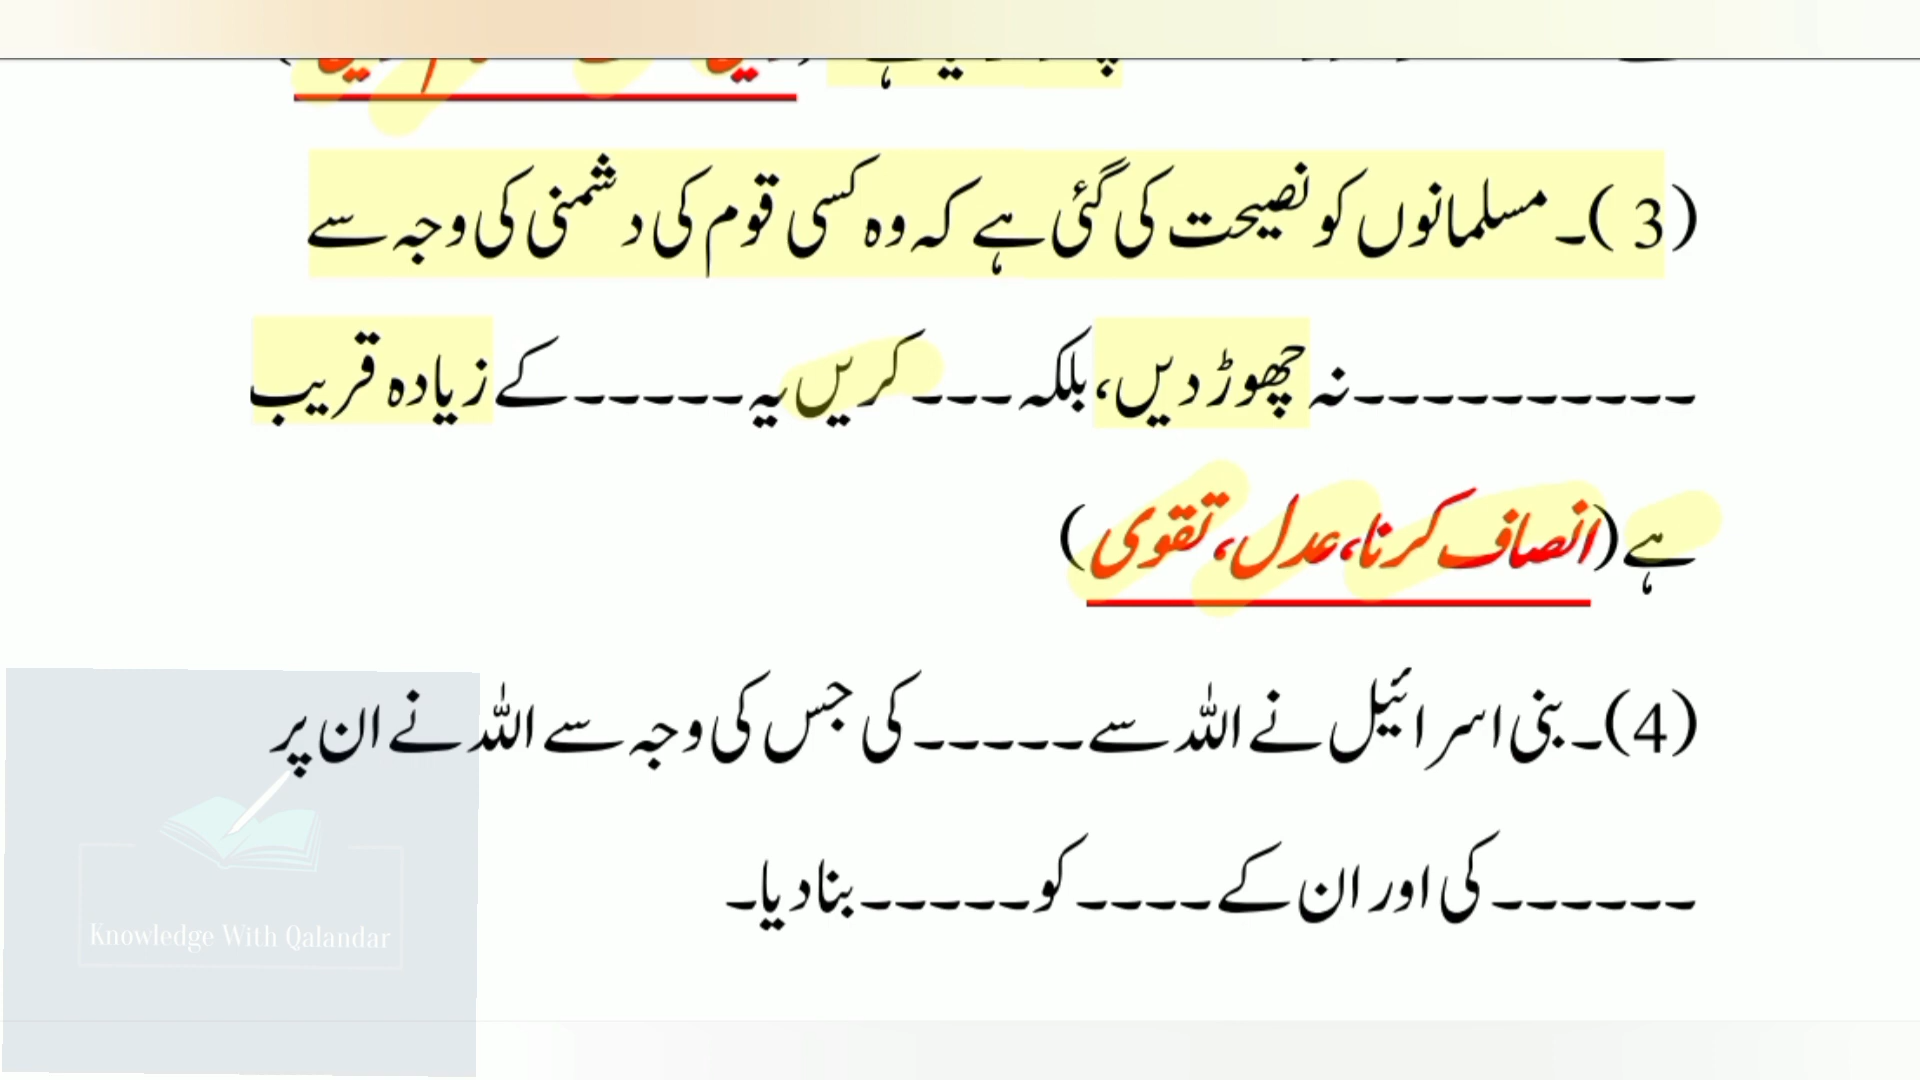 (3)۔ مسلمانوں کو نصیحت کی گئی ہے کہ وہ کسی قوم کی دشمنی کی وجہ سے
۔۔۔۔۔۔۔۔۔۔ نہ چھوڑ دیں، بلکہ ۔۔۔ کریں یہ ۔۔۔۔۔ کے زیادہ قریب
ہے (انصاف کرنا، عدل، تقوی)
(4)۔ بنی اسرائیل نے اللہ سے ۔۔۔۔۔ کی جس کی وجہ سے اللہ نے ان پر
۔۔۔۔۔۔ کی اور ان کے ۔۔۔۔ کو ۔۔۔۔۔ بنا دیا۔
Knowledge With Qalandar